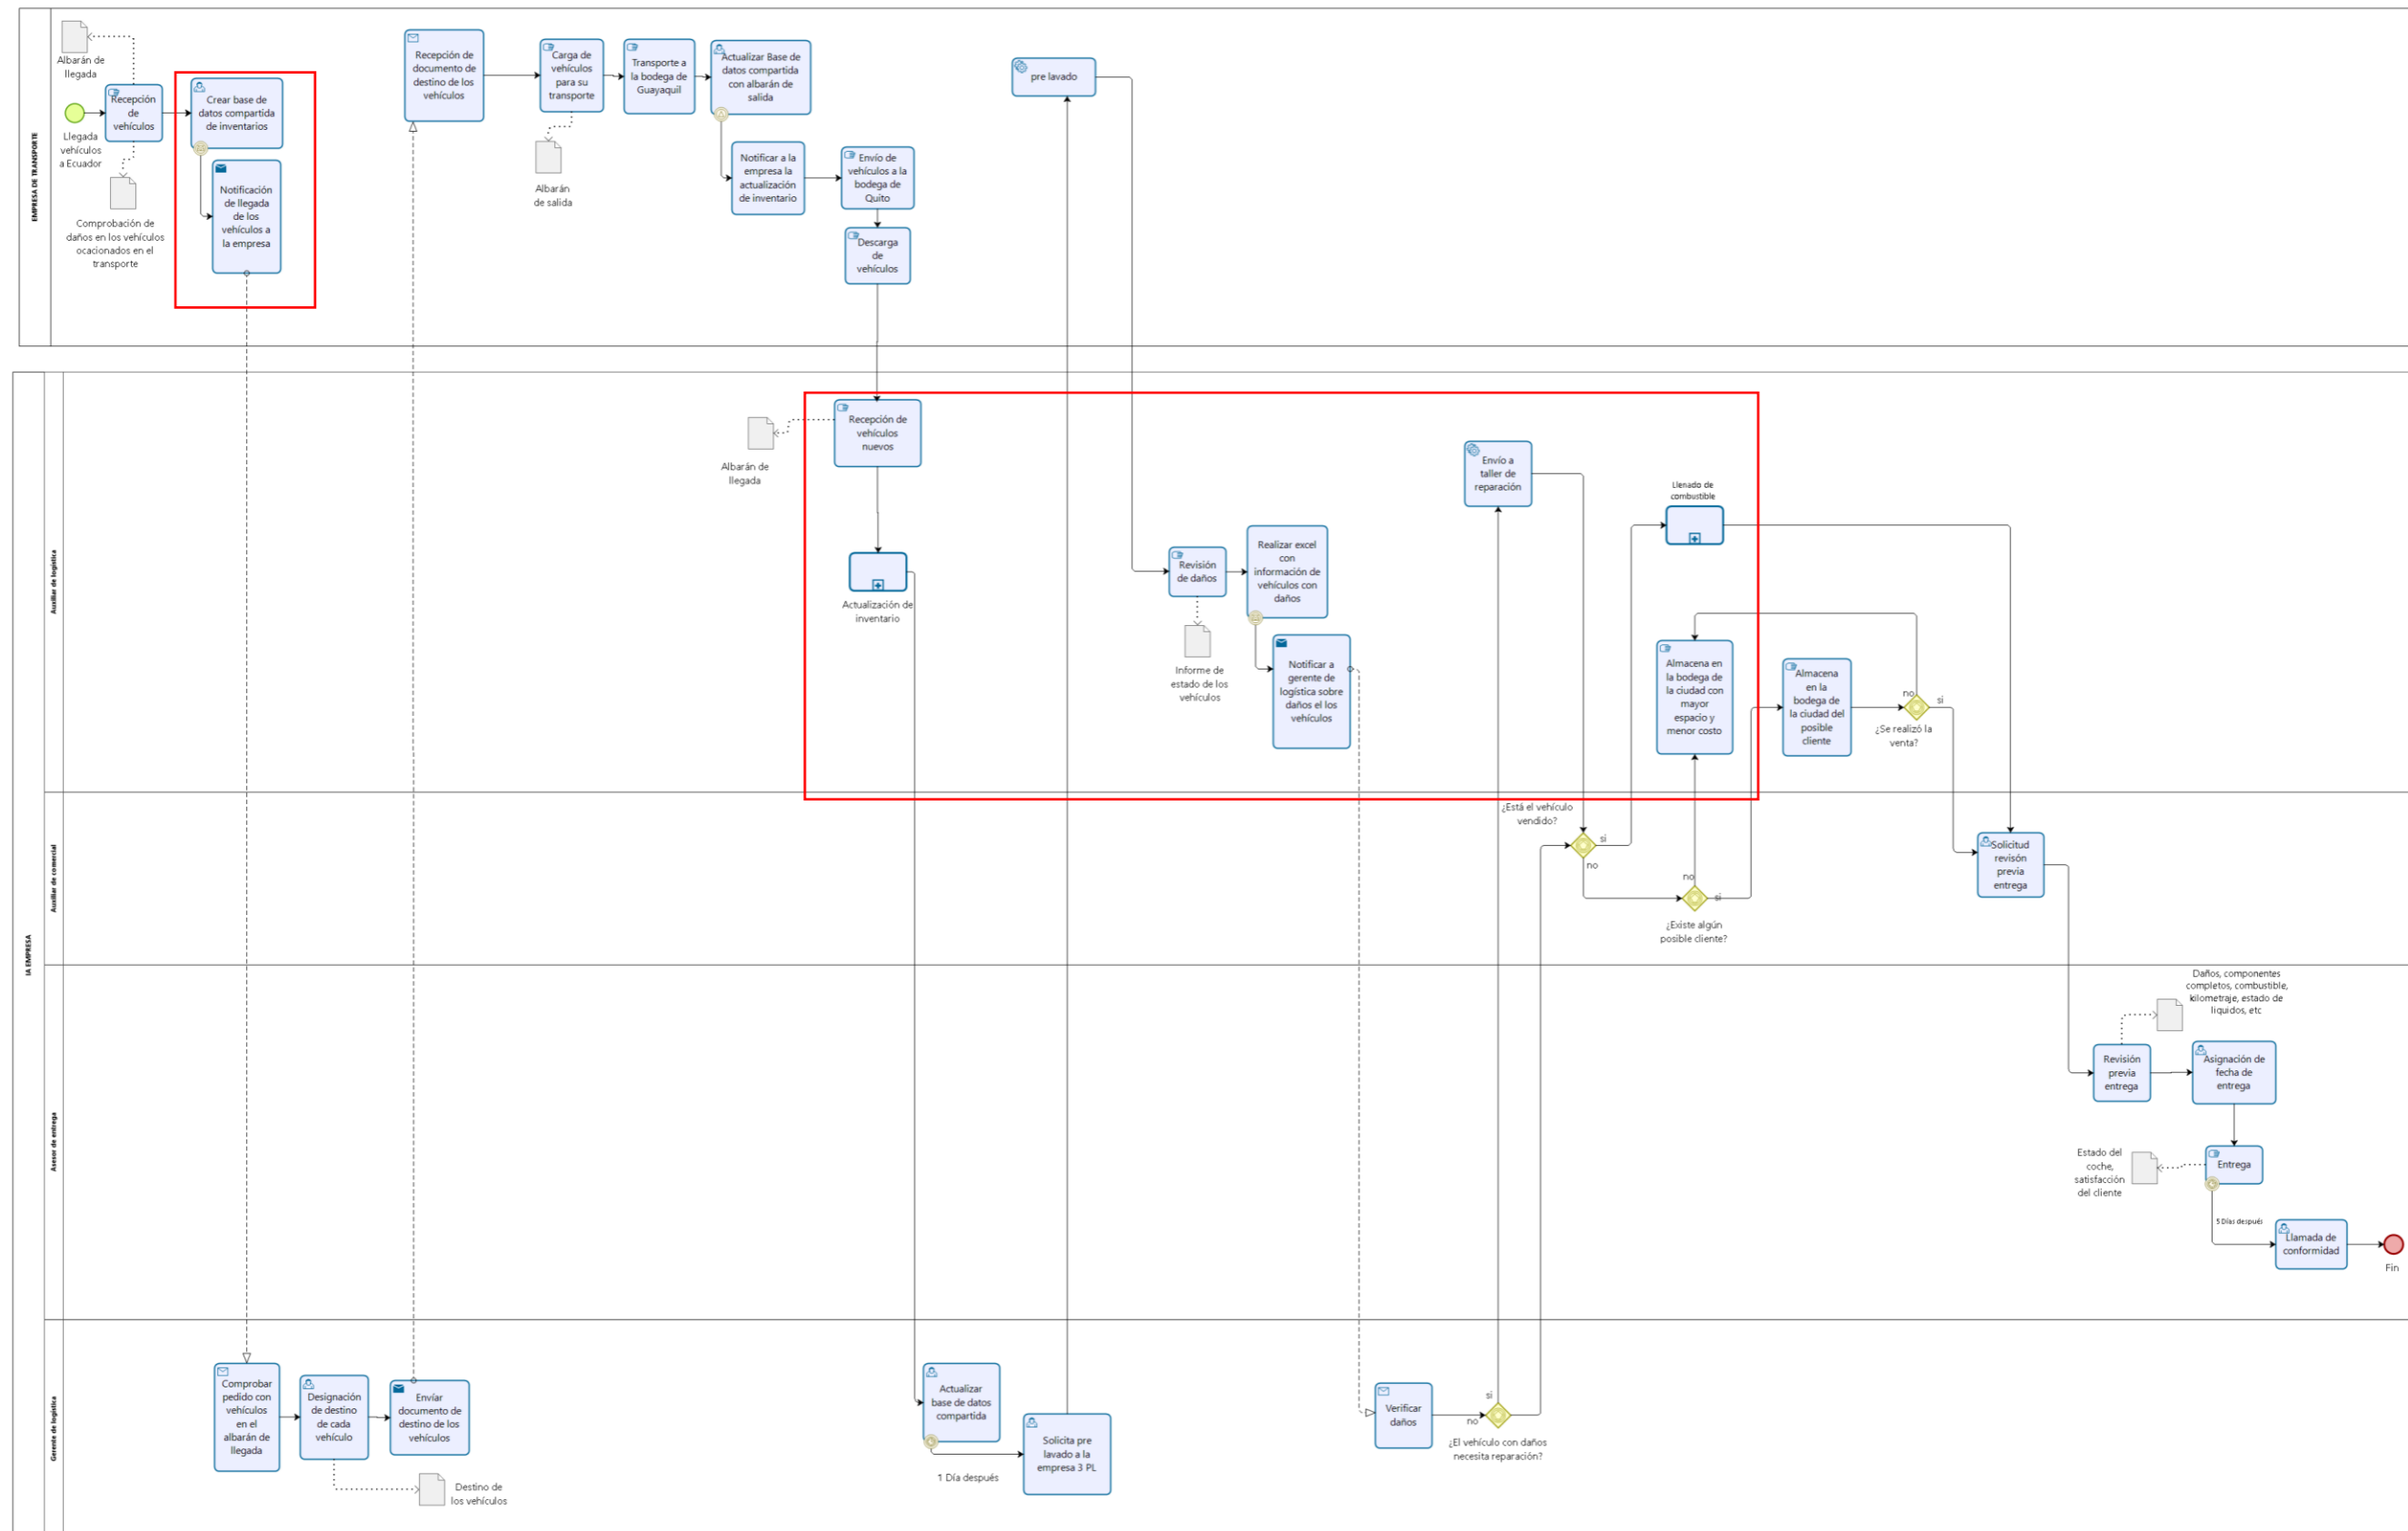 EMPRESA DE TRANSPORTE
Albarán de
llegada
Llegada
vehículos
a Ecuador
Recepción
de
vehículos
Comprobación de
daños en los vehículos
ocacionados en el
transporte
Crear base de
datos compartida
de inventarios
Notificación
de llegada
de los
vehículos a
la empresa
Recepción de
documento de
destino de los
vehículos
Carga de
vehículos
para su
transporte
Albarán
de salida
Transporte a
la bodega de
Guayaquil
Actualizar Base de
datos compartida
con albarán de
salida
Notificar a la
empresa la
actualización
de inventario
Envío de
vehículos a la
bodega de
Quito
Descarga
de
vehículos
pre lavado
lA EMPRESA
Auxiliar de logística
Recepción de
vehículos
nuevos
Albarán de
llegada
Actualización de
inventario
Revisión
de daños
Informe de
estado de los
vehículos
Realizar excel
con
información de
vehículos con
daños
Notificar a
gerente de
logística sobre
daños el los
vehículos
Envío a
taller de
reparación
Llenado de
combustible
Almacena en
la bodega de
la ciudad con
mayor
espacio y
menor costo
Almacena
en la
bodega de
la ciudad del
posible
cliente
no
si
¿Se realizó la
venta?
Auxiliar de comercial
¿Está el vehículo
vendido?
si
no
no
si
¿Existe algún
posible cliente?
Solicitud
revisón
previa
entrega
Asesor de entrega
Daños, componentes
completos, combustible,
kilometraje, estado de
liquidos, etc
Revisión
previa
entrega
Asignación de
fecha de
entrega
Entrega
Estado del
coche,
satisfacción
del cliente
5 Días después
Llamada de
conformidad
Fin
Gerente de logística
Comprobar
pedido con
vehículos
en el
albarán de
llegada
Designación
de destino
de cada
vehículo
Envíar
documento de
destino de los
vehículos
Destino de
los vehículos
Actualizar
base de datos
compartida
1 Día después
Solicita pre
lavado a la
empresa 3 PL
Verificar
daños
si
no
¿El vehículo con daños
necesita reparación?